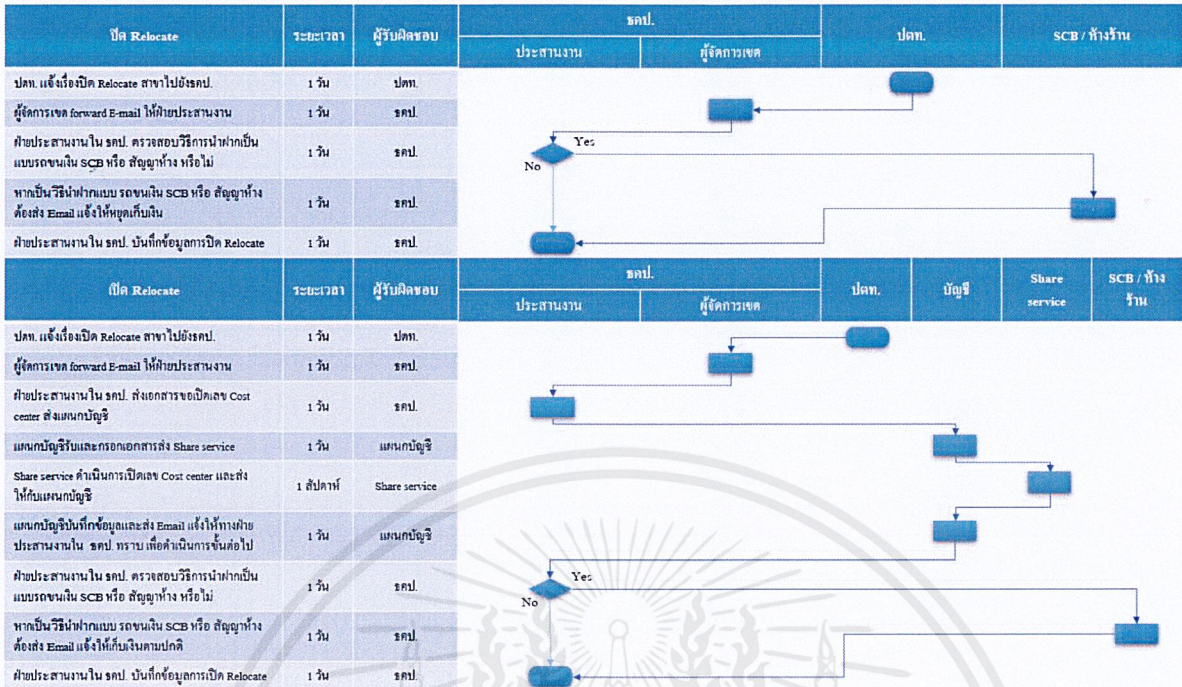 ปิด Relocate ระยะเวลา ผู้รับผิดชอบ ธคป. ปตท. SCB / ห้างร้าน
ประสานงาน ผู้จัดการเขต
ปตท. แจ้งเรื่องปิด Relocate สาขาไปยังธคป. 1 วัน ปตท.
ผู้จัดการเขต forward E-mail ให้ฝ่ายประสานงาน 1 วัน ธคป.
ฝ่ายประสานงานใน ธคป. ตรวจสอบวิธีการนำฝากเป็น
แบบรถขนเงิน SCB หรือ สัญญาห้าง หรือไม่ 1 วัน ธคป.
Yes
No
หากเป็นวิธีนำฝากแบบ รถขนเงิน SCB หรือ สัญญาห้าง
ต้องส่ง Email แจ้งให้หยุดเก็บเงิน 1 วัน ธคป.
ฝ่ายประสานงานใน ธคป. บันทึกข้อมูลการปิด Relocate 1 วัน ธคป.
เปิด Relocate ระยะเวลา ผู้รับผิดชอบ ธคป. ปตท. บัญชี Share
service SCB / ห้าง
ร้าน
ประสานงาน ผู้จัดการเขต
ปตท. แจ้งเรื่องเปิด Relocate สาขาไปยังธคป. 1 วัน ปตท.
ผู้จัดการเขต forward E-mail ให้ฝ่ายประสานงาน 1 วัน ธคป.
ฝ่ายประสานงานใน ธคป. ส่งเอกสารขอเปิดเลข Cost
center ส่งแผนกบัญชี 1 วัน ธคป.
แผนกบัญชีรับและกรอกเอกสารส่ง Share service 1 วัน แผนกบัญชี
Share service ดำเนินการเปิดเลข Cost center และส่ง
ให้กับแผนกบัญชี 1 สัปดาห์ Share service
แผนกบัญชีบันทึกข้อมูลและส่ง Email แจ้งให้ทางฝ่าย
ประสานงานใน ธคป. ทราบ เพื่อดำเนินการขั้นต่อไป 1 วัน แผนกบัญชี
ฝ่ายประสานงานใน ธคป. ตรวจสอบวิธีการนำฝากเป็น
แบบรถขนเงิน SCB หรือ สัญญาห้าง หรือไม่ 1 วัน ธคป.
Yes
No
หากเป็นวิธีนำฝากแบบ รถขนเงิน SCB หรือ สัญญาห้าง
ต้องส่ง Email แจ้งให้เก็บเงินตามปกติ 1 วัน ธคป.
ฝ่ายประสานงานใน ธคป. บันทึกข้อมูลการเปิด Relocate 1 วัน ธคป.